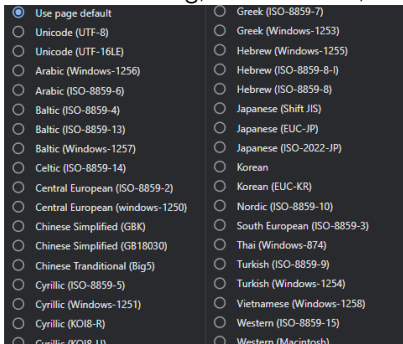 Use page default
Unicode (UTF-8)
Unicode (UTF-16LE)
Arabic (Windows-1256)
Arabic (ISO-8859-6)
Baltic (ISO-8859-4)
Baltic (ISO-8859-13)
Baltic (Windows-1257)
Celtic (ISO-8859-14)
Central European (ISO-8859-2)
Central European (windows-1250)
Chinese Simplified (GBK)
Chinese Simplified (GB18030)
Chinese Tranditional (Big5)
Cyrillic (ISO-8859-5)
Cyrillic (Windows-1251)
Cyrillic (KOI8-R)
Cyrillic (KOI8-U)
Greek (ISO-8859-7)
Greek (Windows-1253)
Hebrew (Windows-1255)
Hebrew (ISO-8859-8-I)
Hebrew (ISO-8859-8)
Japanese (Shift JIS)
Japanese (EUC-JP)
Japanese (ISO-2022-JP)
Korean
Korean (EUC-KR)
Nordic (ISO-8859-10)
South European (ISO-8859-3)
Thai (Windows-874)
Turkish (ISO-8859-9)
Turkish (Windows-1254)
Vietnamese (Windows-1258)
Western (ISO-8859-15)
Western (Macintosh)